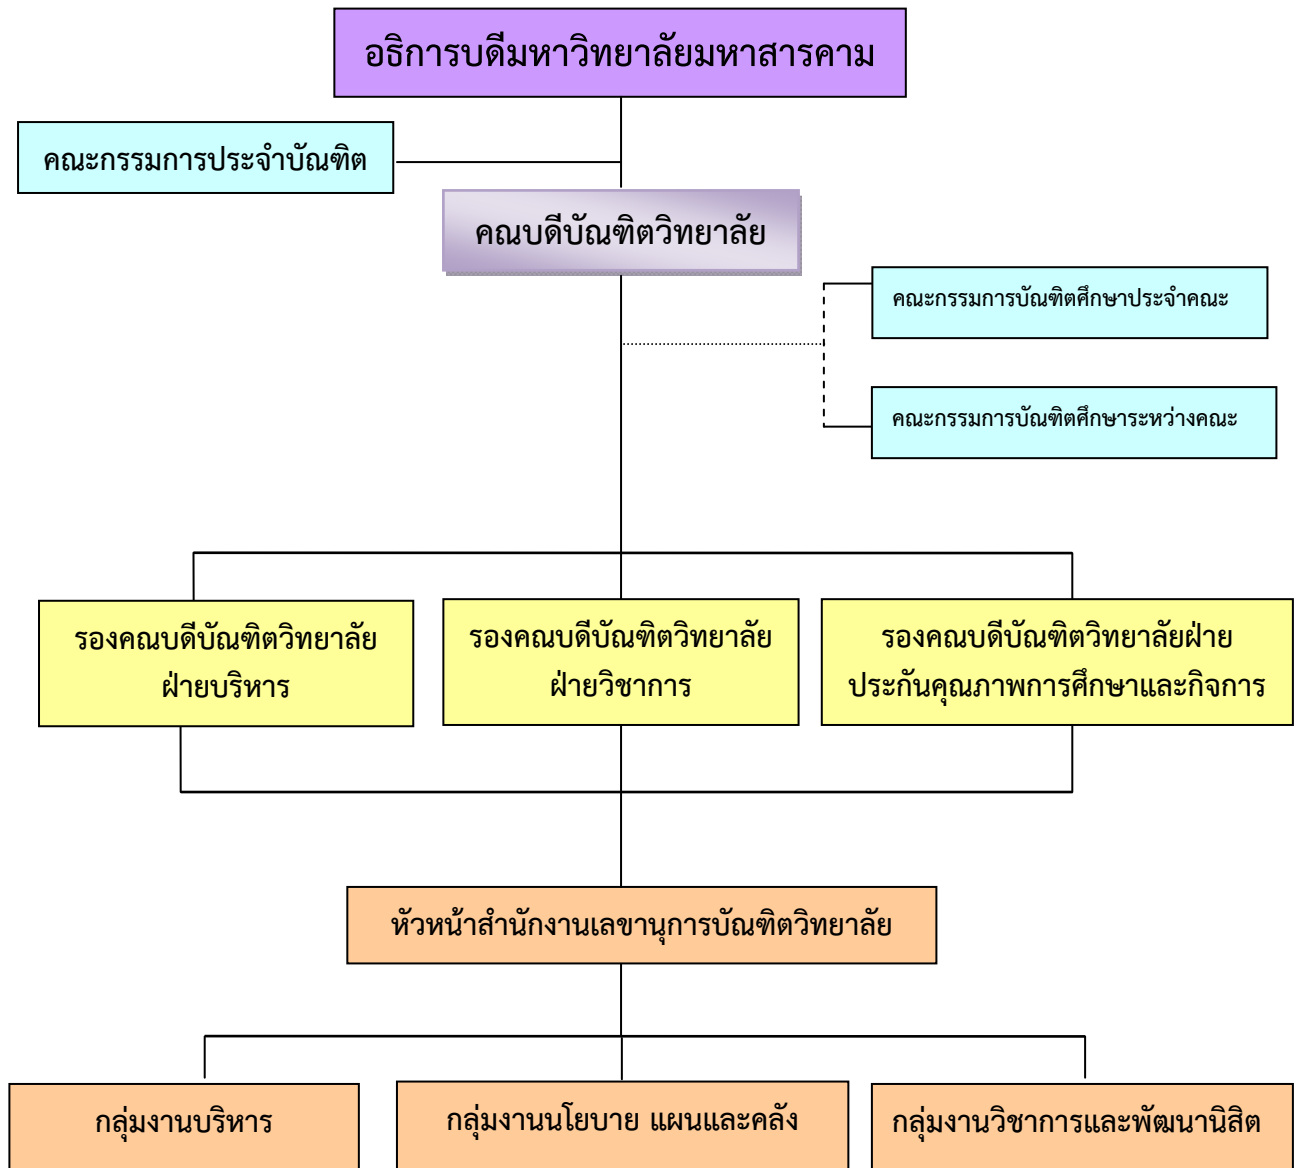 อธิการบดีมหาวิทยาลัยมหาสารคาม
คณะกรรมการประจำบัณฑิต
คณบดีบัณฑิตวิทยาลัย
คณะกรรมการบัณฑิตศึกษาประจำคณะ
คณะกรรมการบัณฑิตศึกษาระหว่างคณะ
รองคณบดีบัณฑิตวิทยาลัย
ฝ่ายบริหาร
รองคณบดีบัณฑิตวิทยาลัย
ฝ่ายวิชาการ
รองคณบดีบัณฑิตวิทยาลัยฝ่าย
ประกันคุณภาพการศึกษาและกิจการ
หัวหน้าสำนักงานเลขานุการบัณฑิตวิทยาลัย
กลุ่มงานบริหาร
กลุ่มงานนโยบาย แผนและคลัง
กลุ่มงานวิชาการและพัฒนานิสิต